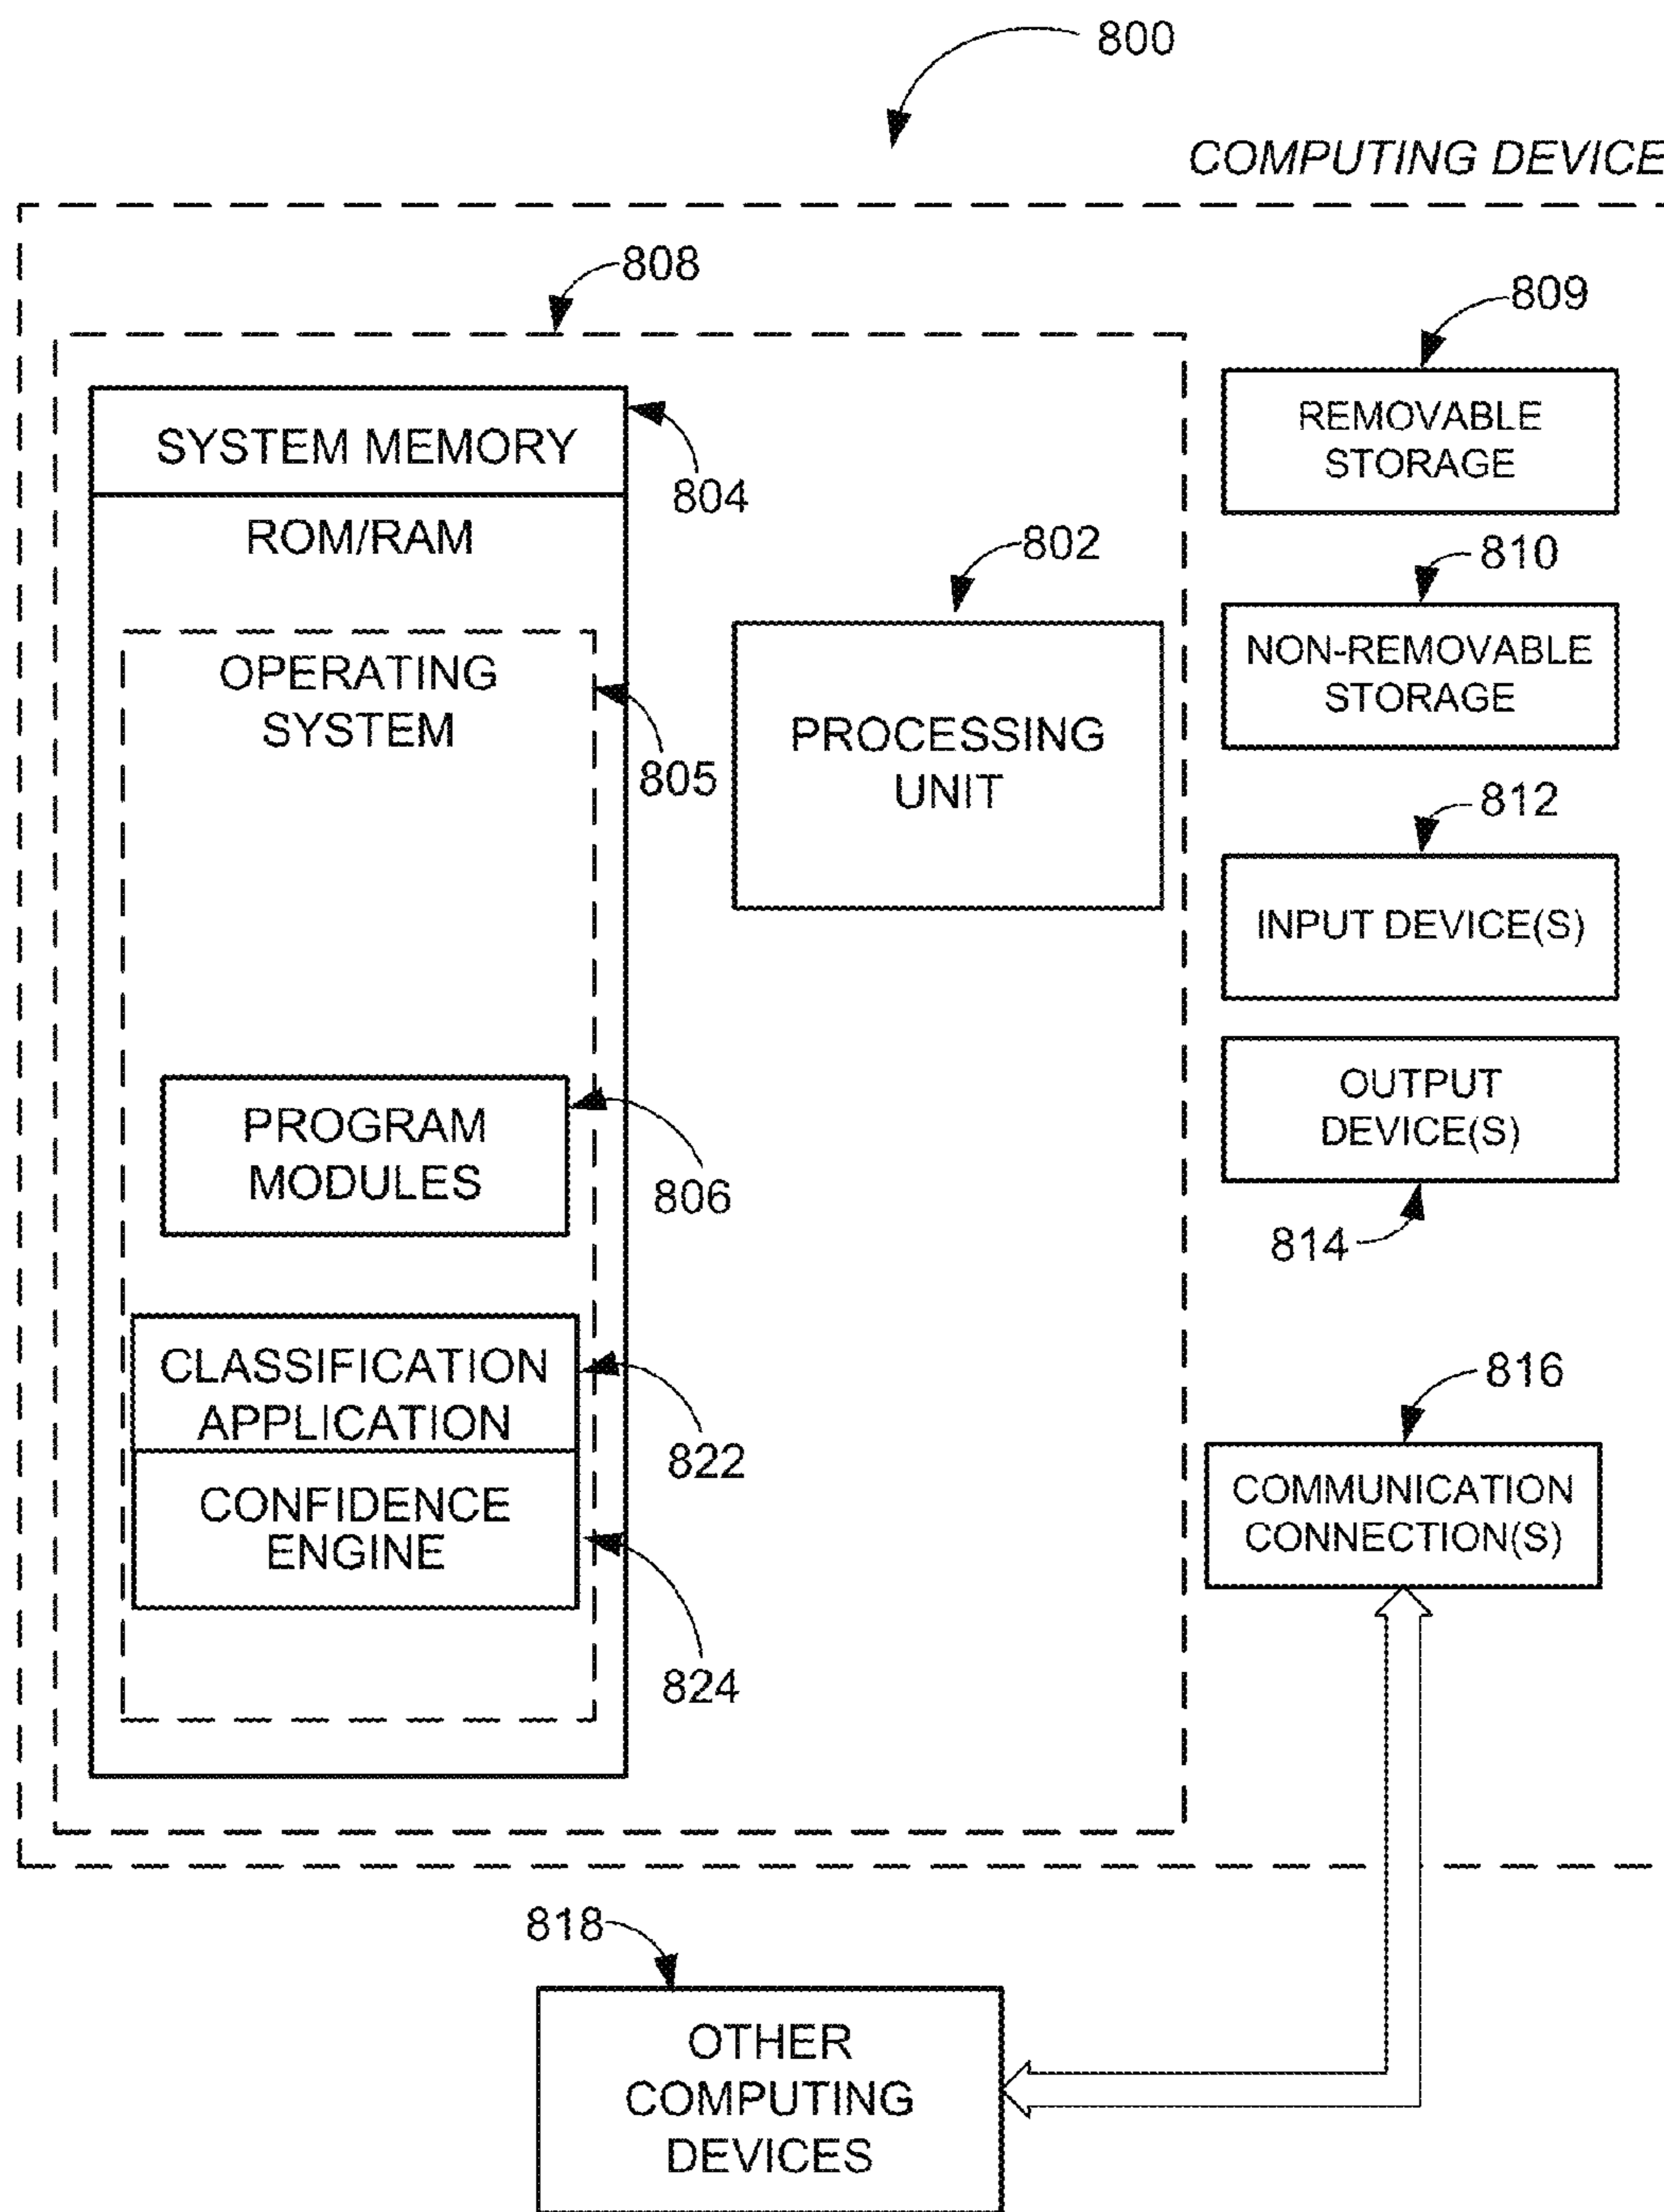 800
COMPUTING DEVICE
808
809
SYSTEM MEMORY
804
ROM/RAM
REMOVABLE
STORAGE
802
810
OPERATING
SYSTEM
805
PROCESSING
UNIT
NON-REMOVABLE
STORAGE
812
INPUT DEVICE(S)
PROGRAM
MODULES
806
OUTPUT
DEVICE(S)
814
CLASSIFICATION
APPLICATION
822
816
CONFIDENCE
ENGINE
824
COMMUNICATION
CONNECTION(S)
818
OTHER
COMPUTING
DEVICES